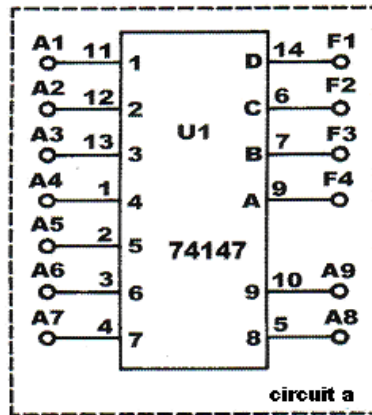 A1 11 1 D 14 F1
A2 12 2 C 6 F2
U1
A3 13 3 B 7 F3
A4 1 4 A 9 F4
A5 2 5
74147
A6 3 6 9 10 A9
A7 4 7 8 5 A8
circuit a